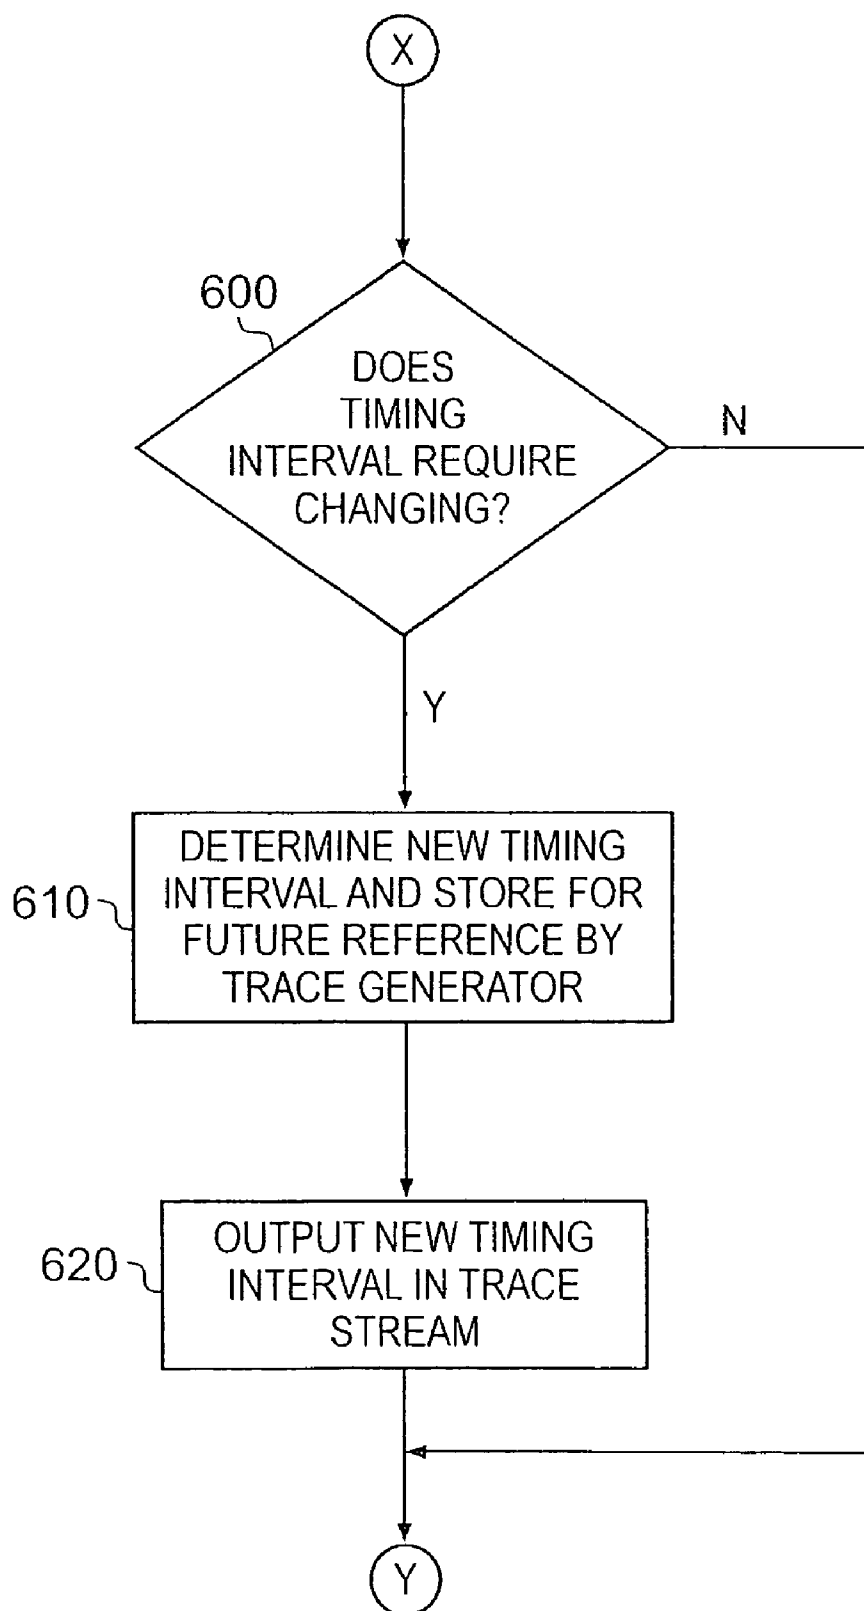 X
600
DOES
TIMING
INTERVAL REQUIRE
CHANGING?
N
Y
610
DETERMINE NEW TIMING
INTERVAL AND STORE FOR
FUTURE REFERENCE BY
TRACE GENERATOR
620
OUTPUT NEW TIMING
INTERVAL IN TRACE
STREAM
Y